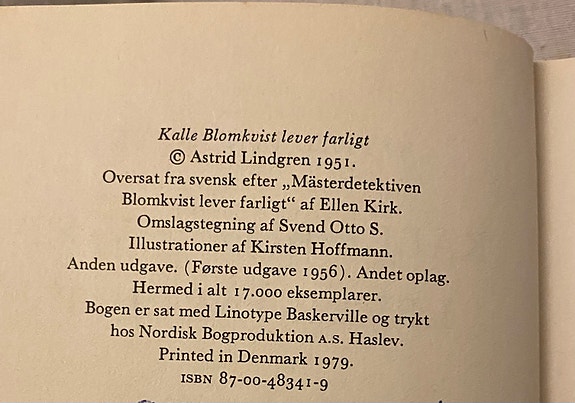 Kalle Blomkvist lever farligt
© Astrid Lindgren 1951.
Oversat fra svensk efter „Mästerdetektiven
Blomkvist lever farligt“ af Ellen Kirk.
Omslagstegning af Svend Otto S.
Illustrationer af Kirsten Hoffmann.
Anden udgave. (Første udgave 1956). Andet oplag.
Hermed i alt 17.000 eksemplarer.
Bogen er sat med Linotype Baskerville og trykt
hos Nordisk Bogproduktion A.S. Haslev.
Printed in Denmark 1979.
ISBN 87-00-48341-9